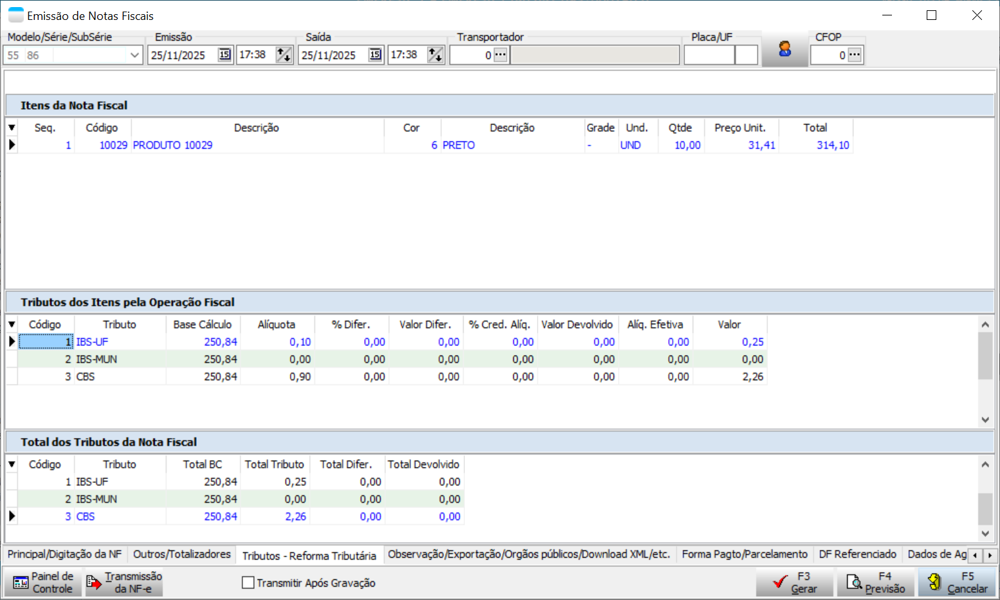 Emissão de Notas Fiscais
Modelo/Série/SubSérie Emissão Saída Transportador Placa/UF CFOP
55 86 25/11/2025 15 17:38 25/11/2025 15 17:38 0 ... 0 ...
Itens da Nota Fiscal
Seq. Código Descrição Cor Descrição Grade Und. Qtde Preço Unit. Total
1 10029 PRODUTO 10029 6 PRETO - UND 10,00 31,41 314,10
Tributos dos Itens pela Operação Fiscal
Código Tributo Base Cálculo Alíquota % Difer. Valor Difer. % Cred. Alíq. Valor Devolvido Alíq. Efetiva Valor
1 IBS-UF 250,84 0,10 0,00 0,00 0,00 0,00 0,00 0,25
2 IBS-MUN 250,84 0,00 0,00 0,00 0,00 0,00 0,00 0,00
3 CBS 250,84 0,90 0,00 0,00 0,00 0,00 0,00 2,26
Total dos Tributos da Nota Fiscal
Código Tributo Total BC Total Tributo Total Difer. Total Devolvido
1 IBS-UF 250,84 0,25 0,00 0,00
2 IBS-MUN 250,84 0,00 0,00 0,00
3 CBS 250,84 2,26 0,00 0,00
Principal/Digitação da NF Outros/Totalizadores Tributos - Reforma Tributária Observação/Exportação/Orgãos públicos/Download XML/etc. Forma Pagto/Parcelamento DF Referenciado Dados de Ag
Painel de Controle Transmissão da NF-e Transmitir Após Gravação F3 Gerar F4 Previsão F5 Cancelar